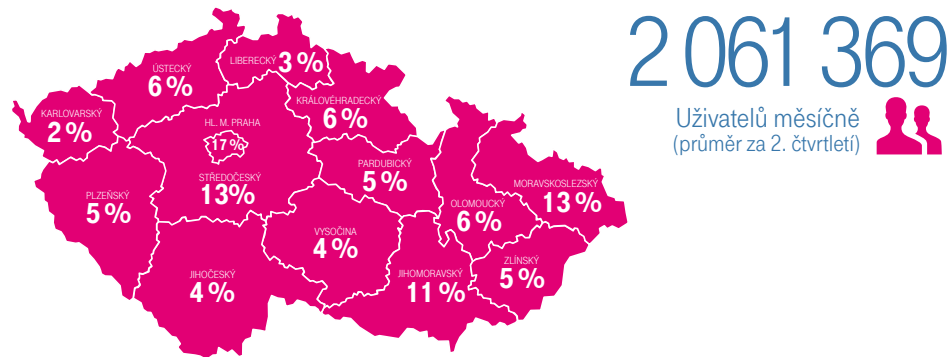 2 061 369
Uživatelů měsíčně
(průměr za 2. čtvrtletí)
LIBERECKÝ
3 %
ÚSTECKÝ
6 %
KARLOVARSKÝ
2 %
KRÁLOVÉHRADECKÝ
6 %
HL. M. PRAHA
17 %
STŘEDOČESKÝ
13%
PARDUBICKÝ
5 %
PLZEŇSKÝ
5 %
MORAVSKOSLEZSKÝ
13 %
OLOMOUCKÝ
6 %
VYSOČINA
4 %
ZLÍNSKÝ
5 %
JIHOČESKÝ
4 %
JIHOMORAVSKÝ
11 %